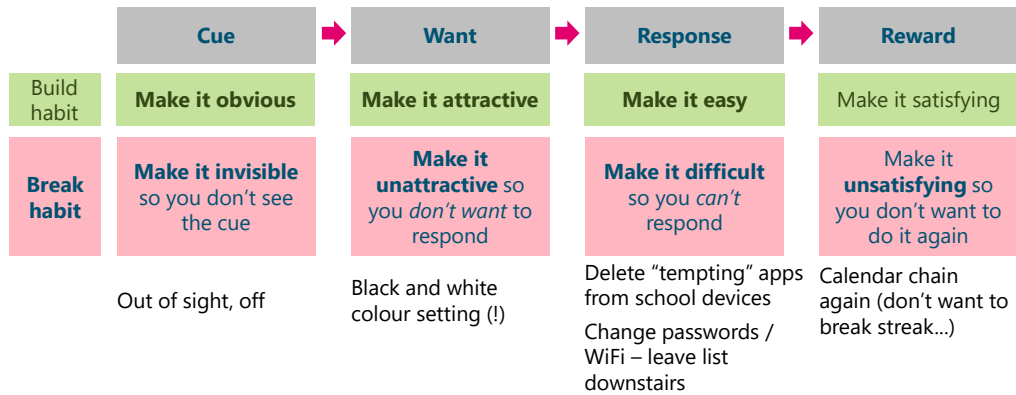 Cue
Want
Response
Reward
Build
habit
Make it obvious
Make it attractive
Make it easy
Make it satisfying
Break
habit
Make it invisible
so you don't see
the cue
Make it
unattractive so
you don't want to
respond
Make it difficult
so you can't
respond
Make it
unsatisfying so
you don't want to
do it again
Out of sight, off
Black and white
colour setting (!)
Delete “tempting” apps
from school devices
Change passwords /
WiFi – leave list
downstairs
Calendar chain
again (don't want to
break streak...)